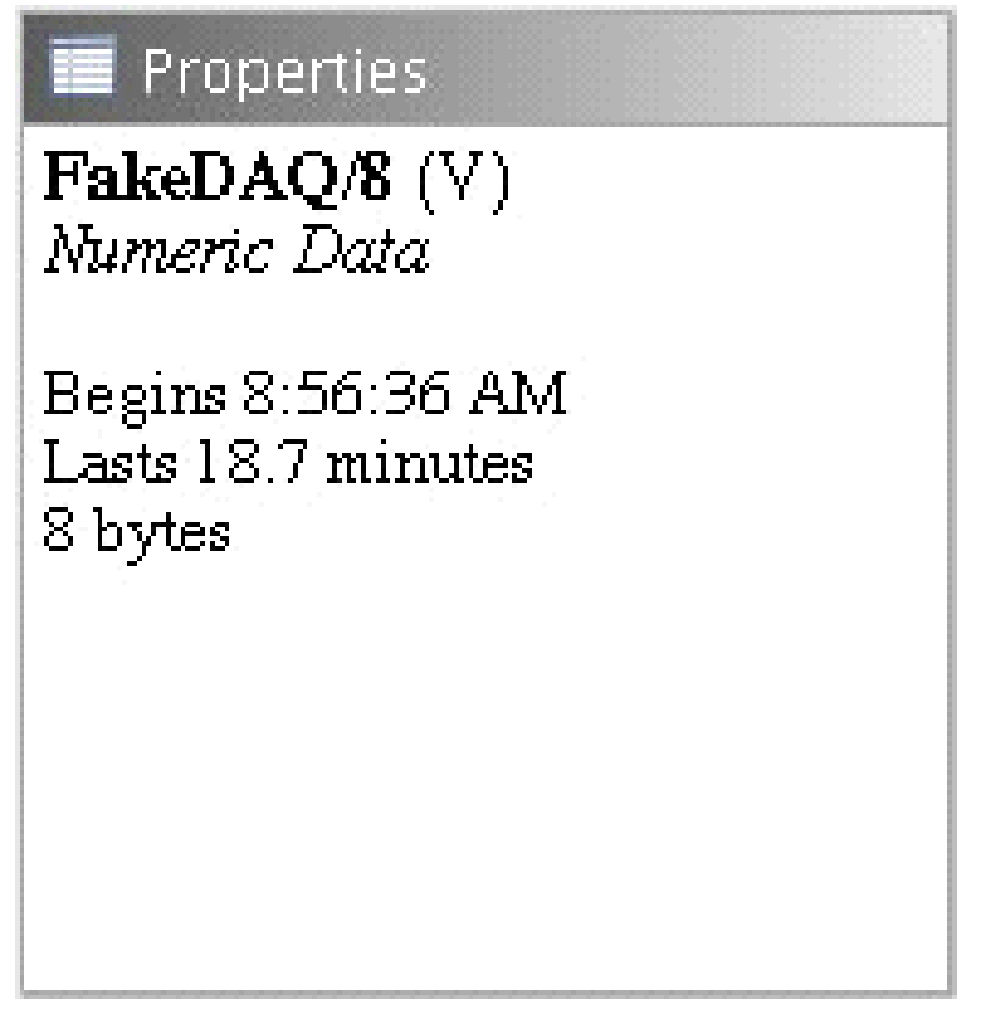 Properties
FakeDAQ/8 (V)
Numeric Data
Begins 8:56:36 AM
Lasts 18.7 minutes
8 bytes